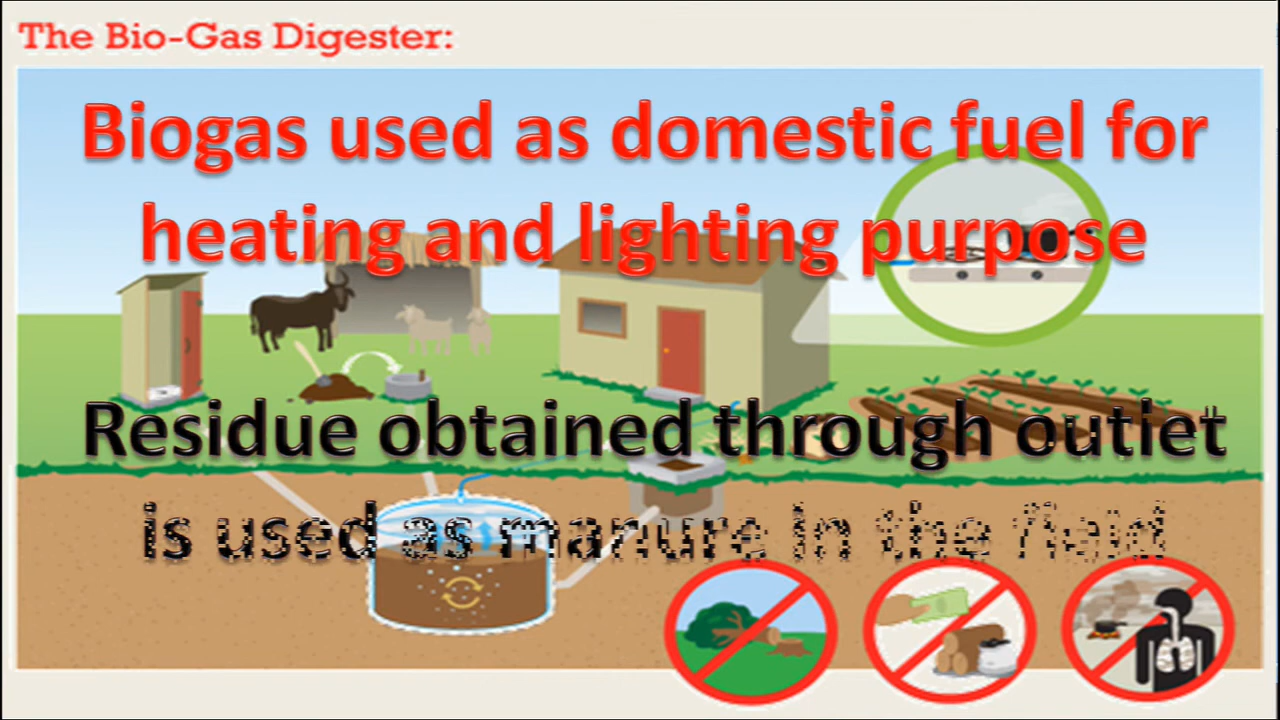 The Bio-Gas Digester:
Biogas used as domestic fuel for
heating and lighting purpose
Residue obtained through outlet
is used as manure in the field